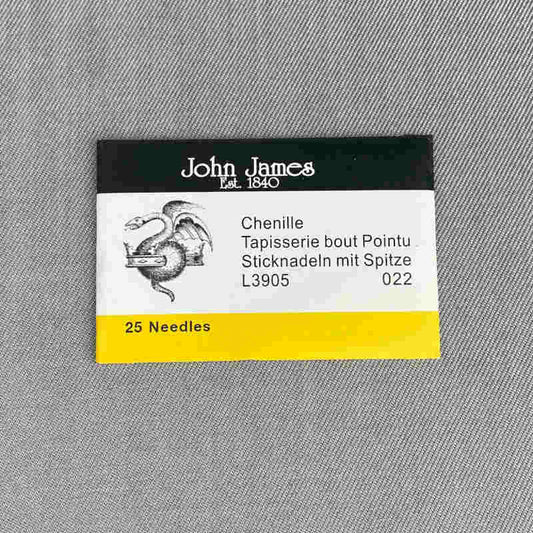 John James
Est. 1840
Chenille
Tapisserie bout Pointu
Sticknadeln mit Spitze
L3905 022
25 Needles